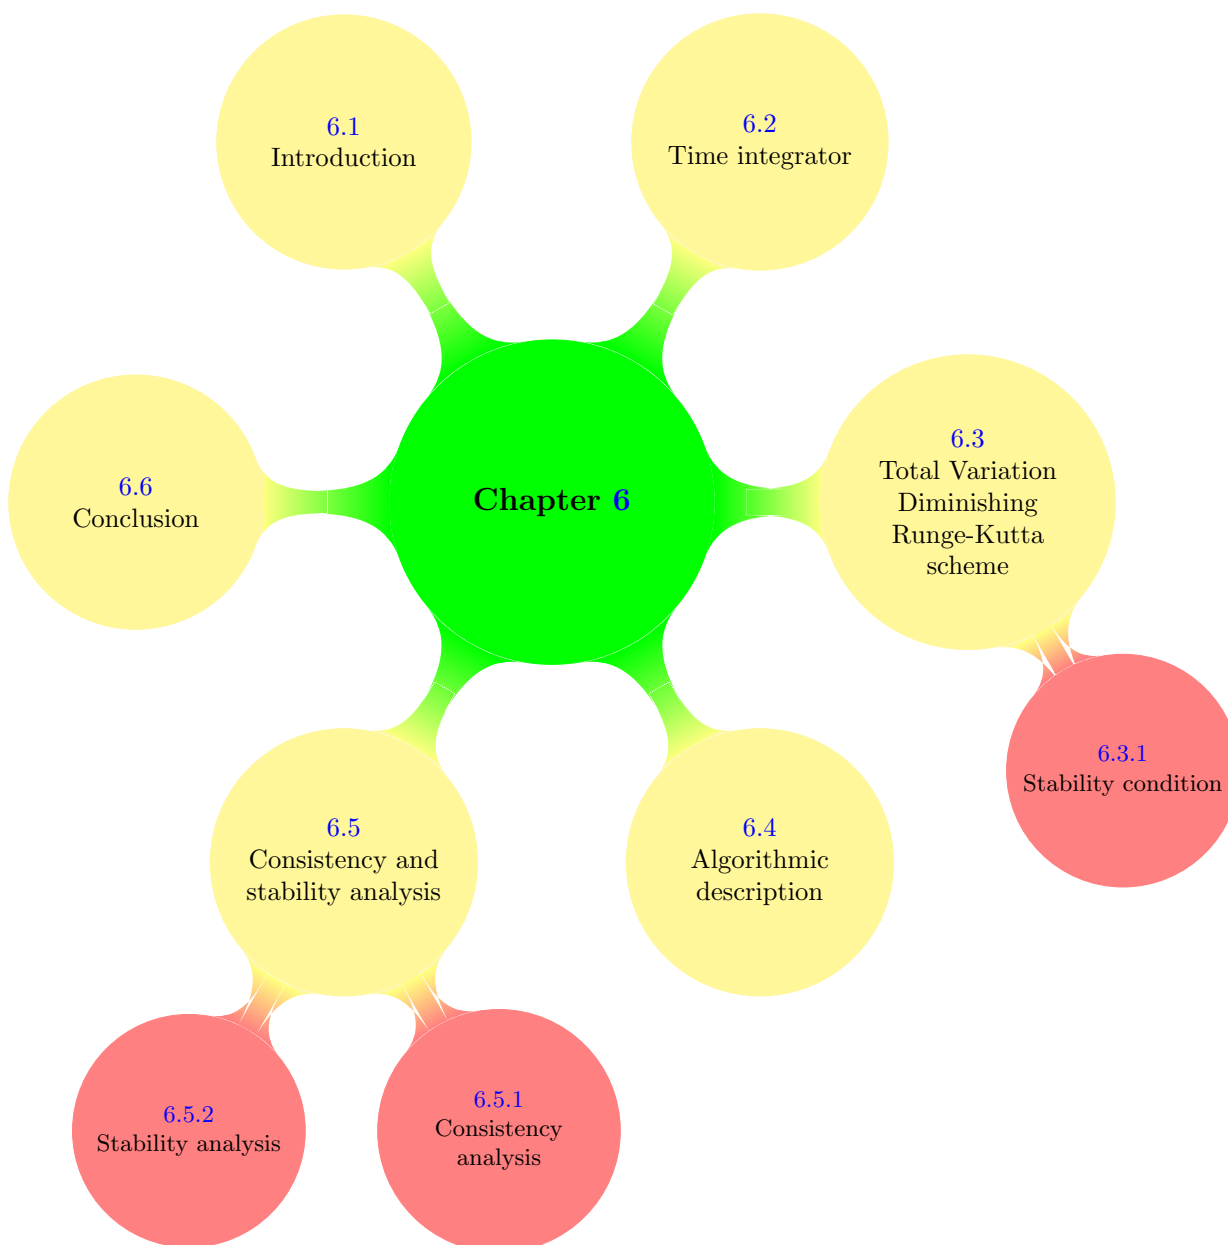 6.1
Introduction
6.2
Time integrator
6.3
Total Variation
Diminishing
Runge-Kutta
scheme
6.6
Conclusion
Chapter 6
6.3.1
Stability condition
6.5
Consistency and
stability analysis
6.4
Algorithmic
description
6.5.2
Stability analysis
6.5.1
Consistency
analysis